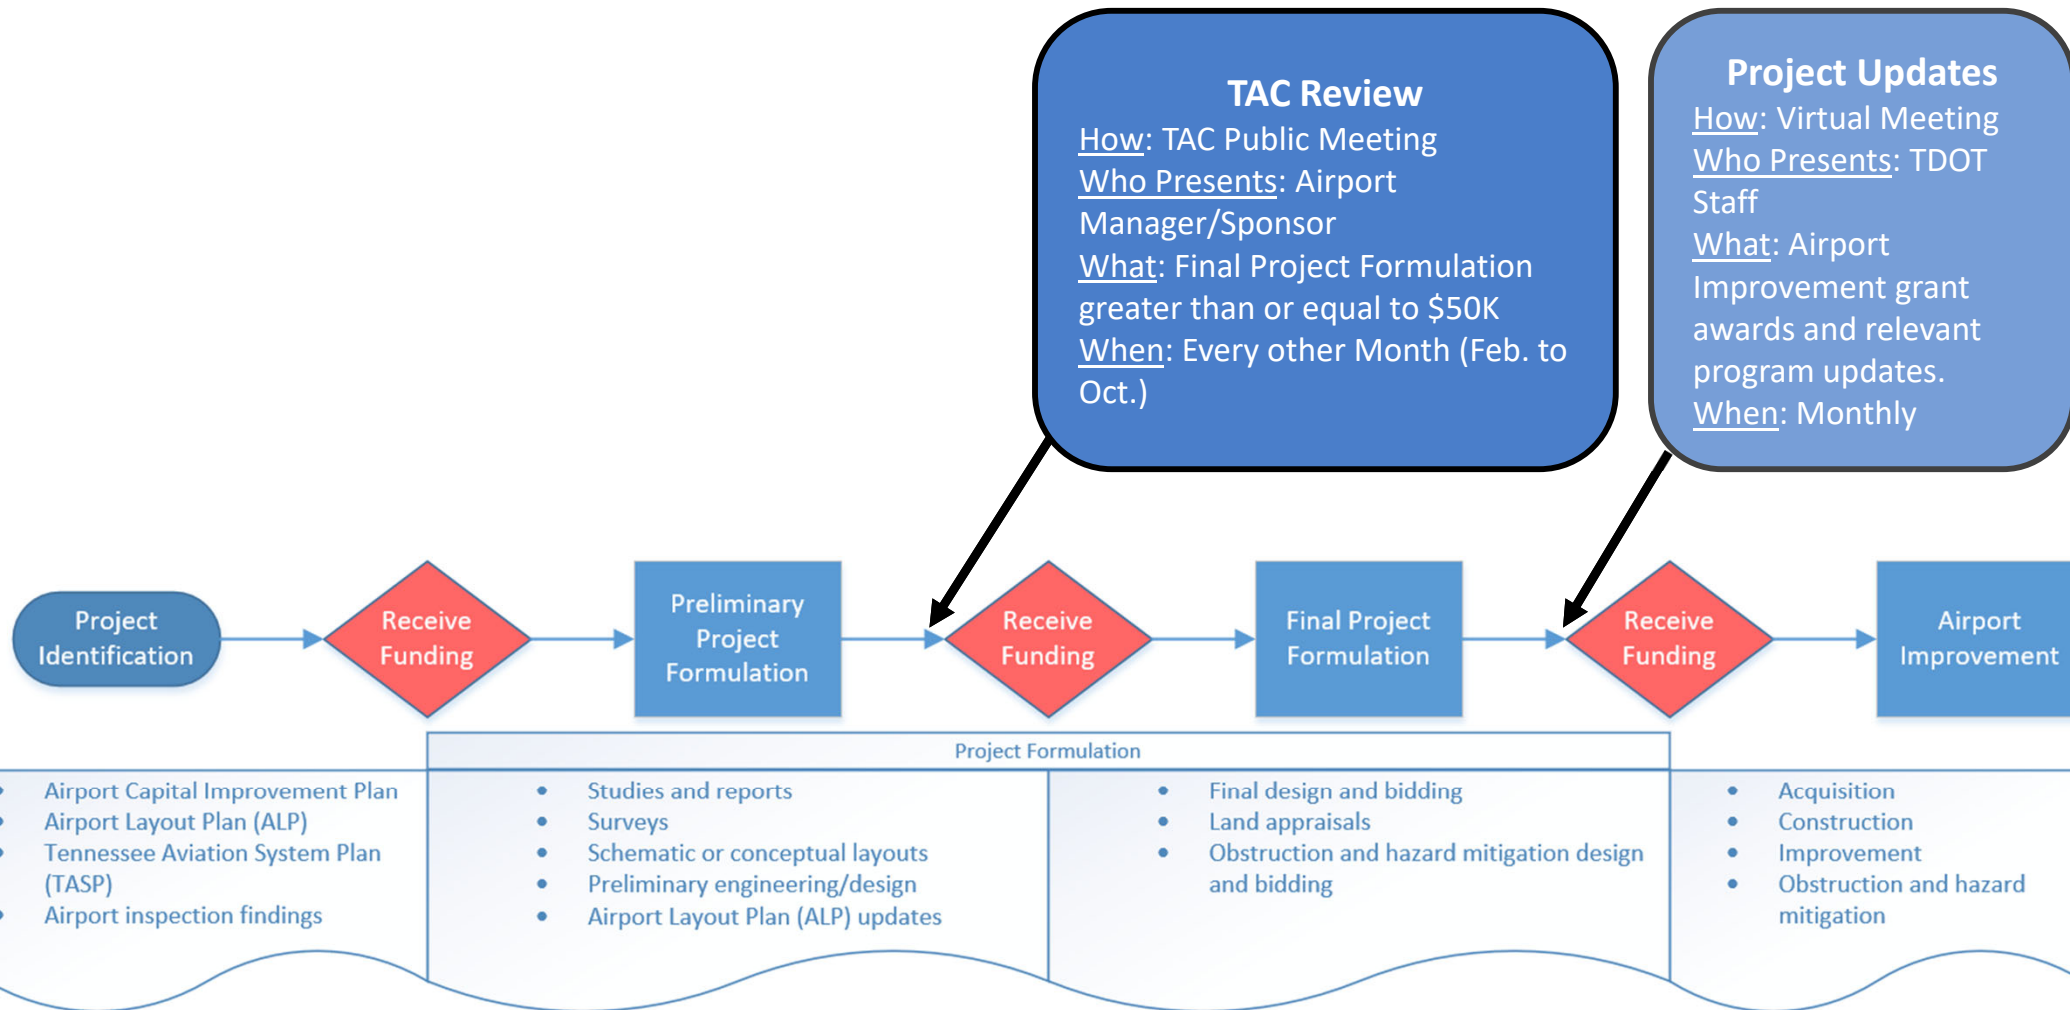 TAC Review
How: TAC Public Meeting
Who Presents: Airport
Manager/Sponsor
What: Final Project Formulation
greater than or equal to $50K
When: Every other Month (Feb. to
Oct.)
Project Updates
How: Virtual Meeting
Who Presents: TDOT
Staff
What: Airport
Improvement grant
awards and relevant
program updates.
When: Monthly
Project
Identification
Receive
Funding
Preliminary
Project
Formulation
Receive
Funding
Final Project
Formulation
Receive
Funding
Airport
Improvement
Project Formulation
Airport Capital Improvement Plan
• Airport Layout Plan (ALP)
• Tennessee Aviation System Plan
(TASP)
• Airport inspection findings
• Studies and reports
• Surveys
• Schematic or conceptual layouts
• Preliminary engineering/design
• Airport Layout Plan (ALP) updates
• Final design and bidding
• Land appraisals
• Obstruction and hazard mitigation design
and bidding
• Acquisition
• Construction
• Improvement
• Obstruction and hazard
mitigation